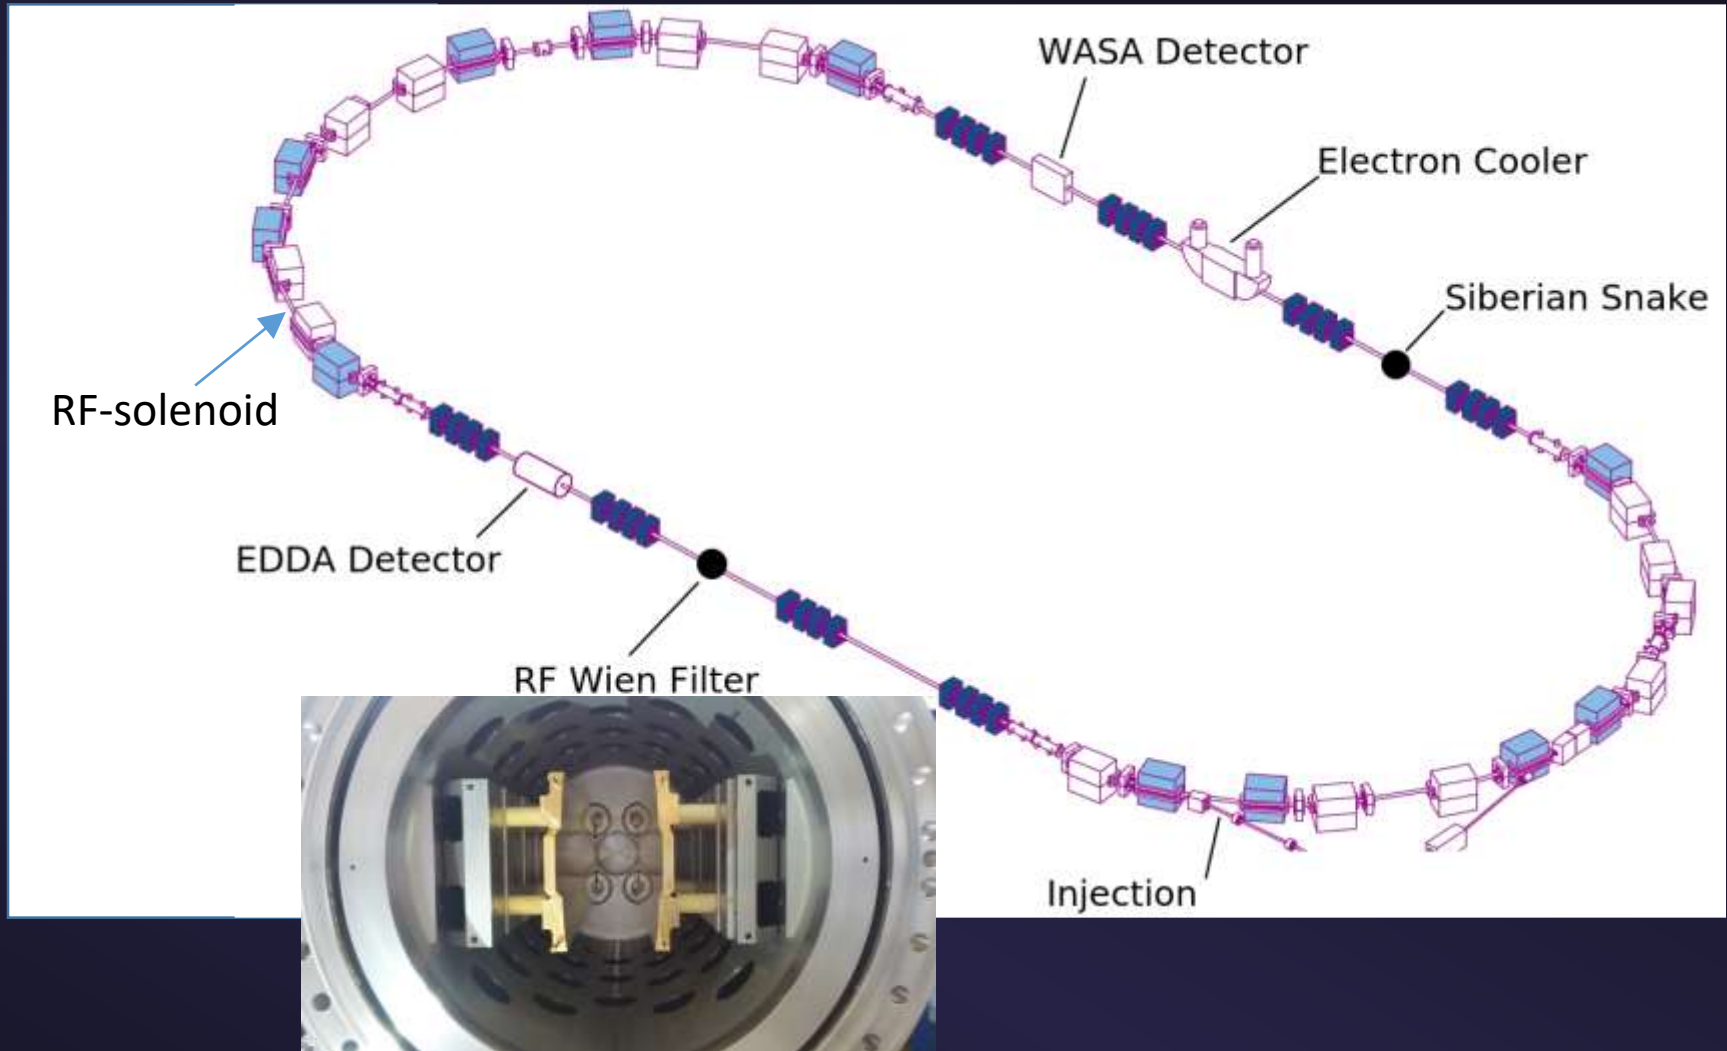 WASA Detector
Electron Cooler
Siberian Snake
RF-solenoid
EDDA Detector
RF Wien Filter
Injection